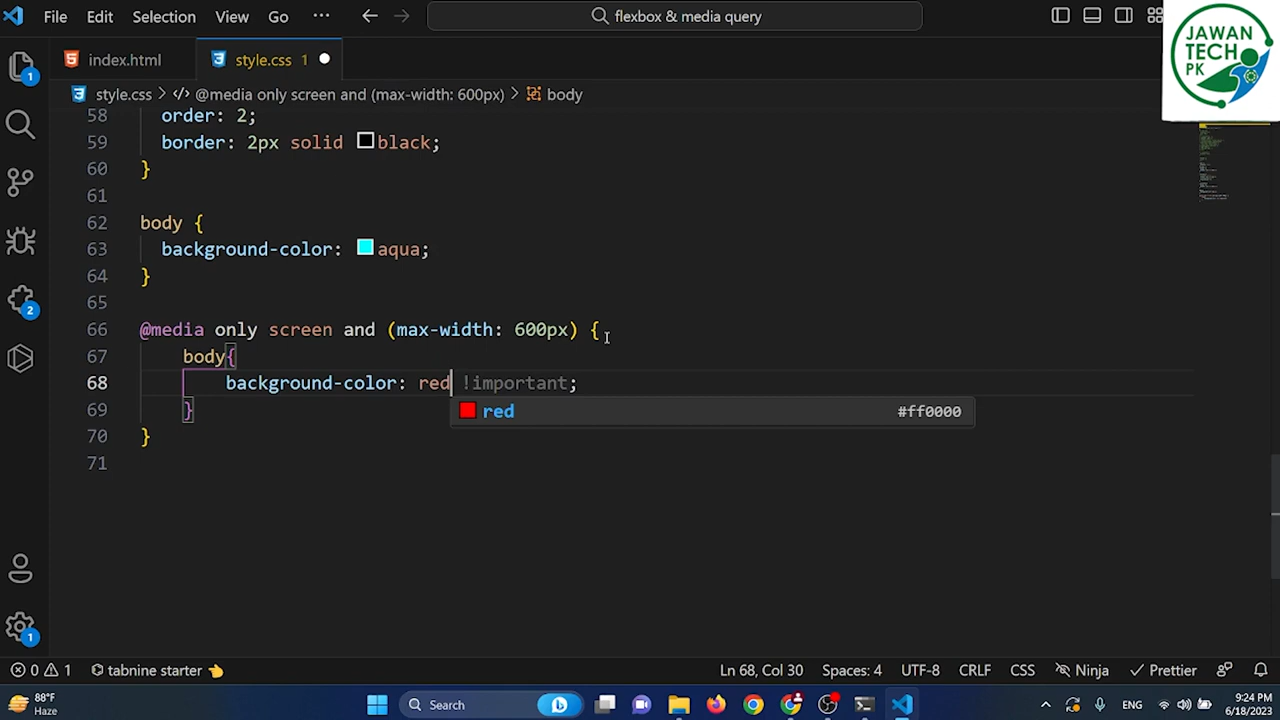 File Edit Selection View Go ··· flexbox & media query
JAWAN
TECH
PK
index.html style.css 1
style.css > @media only screen and (max-width: 600px) > body
58 order: 2;
59 border: 2px solid black;
60 }
61
62 body {
63 background-color: aqua;
64 }
65
66 @media only screen and (max-width: 600px) {
67 body{
68 background-color: red !important;
red #ff0000
69 }
70 }
71
1
2
1
0 1 tabnine starter Ln 68, Col 30 Spaces: 4 UTF-8 CRLF CSS Ninja Prettier
88°F
Haze
Search
ENG
9:24 PM
6/18/2023